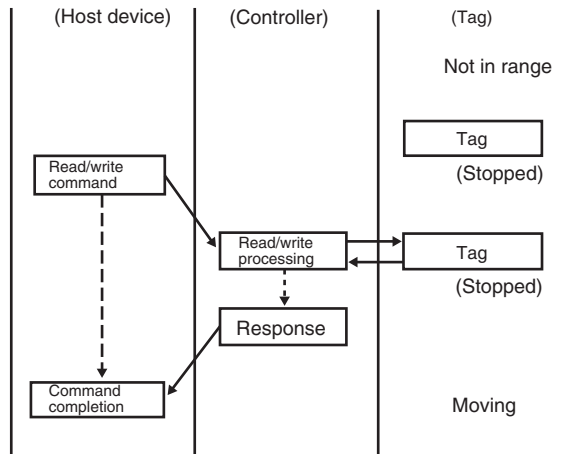 (Host device)
(Controller)
(Tag)
Not in range
Tag
(Stopped)
Read/write
command
Read/write
processing
Tag
(Stopped)
Response
Command
completion
Moving